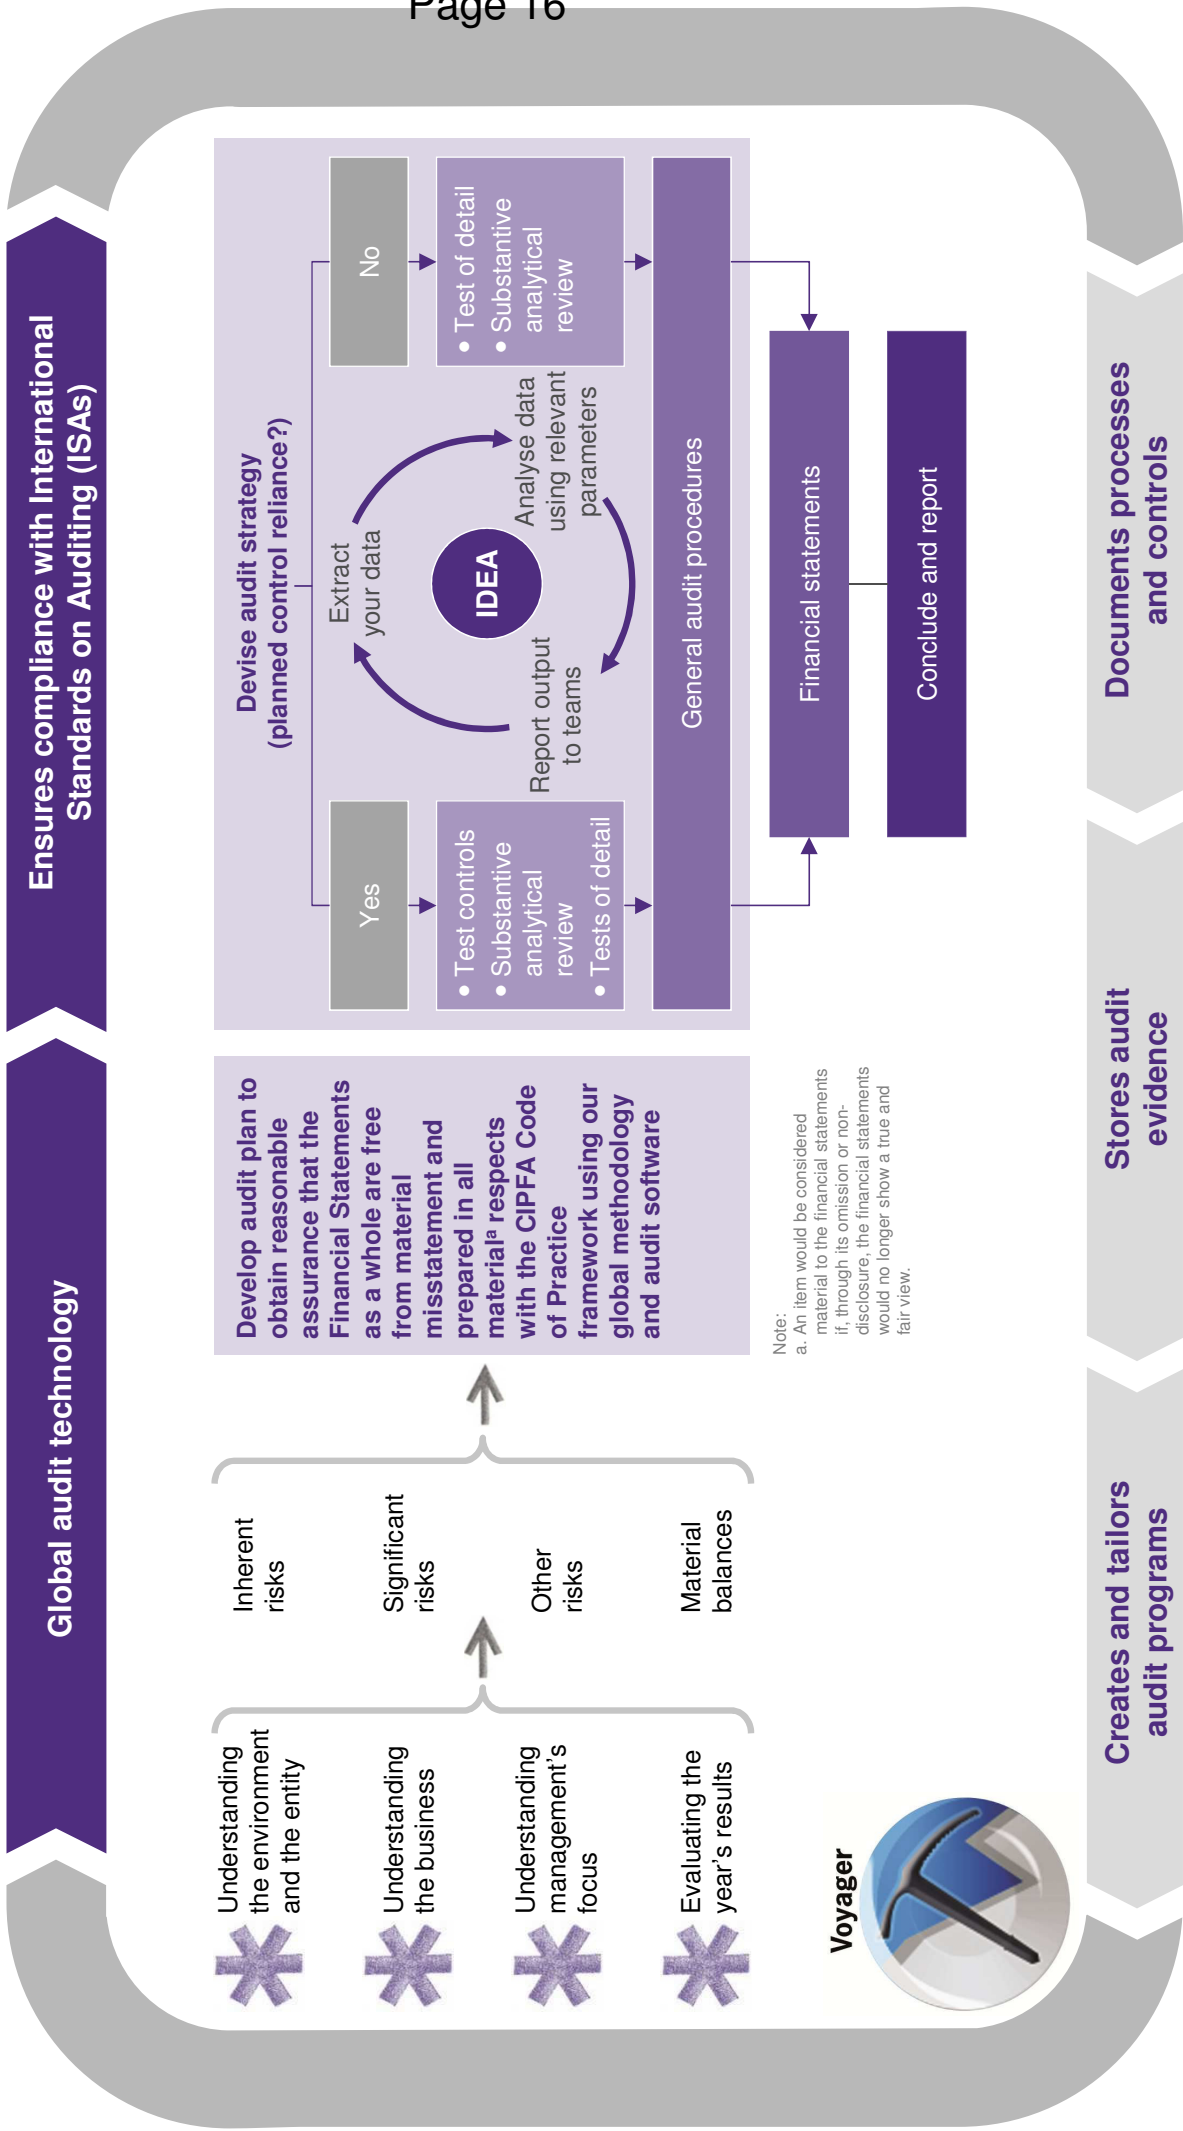 Page 16
Global audit technology
Ensures compliance with International
Standards on Auditing (ISAs)
Understanding
the environment
and the entity
Understanding
the business
Understanding
management's
focus
Evaluating the
year's results
Inherent
risks
Significant
risks
Other
risks
Material
balances
Develop audit plan to
obtain reasonable
assurance that the
Financial Statements
as a whole are free
from material
misstatement and
prepared in all
materialª respects
with the CIPFA Code
of Practice
framework using our
global methodology
and audit software
Note:
a. An item would be considered
material to the financial statements
if, through its omission or non-
disclosure, the financial statements
would no longer show a true and
fair view.
Devise audit strategy
(planned control reliance?)
Yes
• Test controls
• Substantive
analytical
review
• Tests of detail
Extract
your data
IDEA
Analyse data
using relevant
parameters
Report output
to teams
No
• Test of detail
• Substantive
analytical
review
General audit procedures
Financial statements
Conclude and report
Voyager
Creates and tailors
audit programs
Stores audit
evidence
Documents processes
and controls